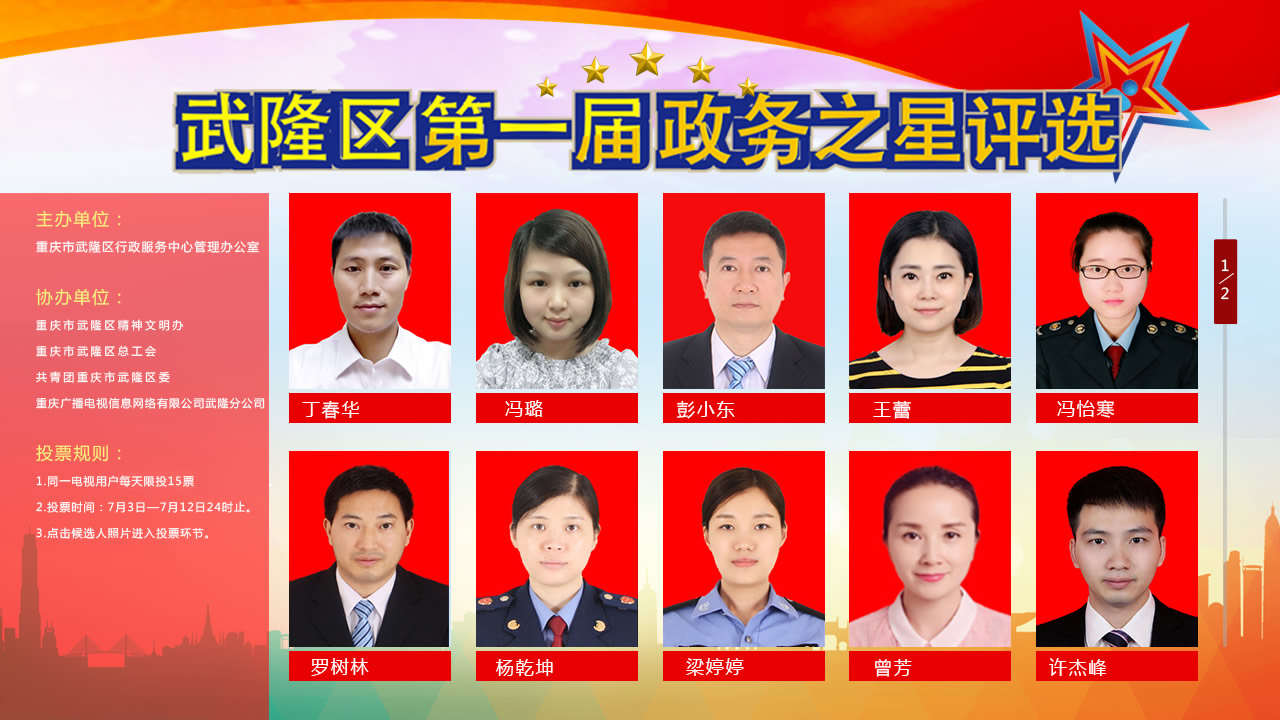 武隆区第一届政务之星评选
主办单位：
重庆市武隆区行政服务中心管理办公室
协办单位：
重庆市武隆区精神文明办
重庆市武隆区总工会
共青团重庆市武隆区委
重庆广播电视信息网络有限公司武隆分公司
投票规则：
1.同一电视用户每天限投15票
2.投票时间：7月3日—7月12日24时止。
3.点击候选人照片进入投票环节。
丁春华
冯璐
彭小东
王蕾
冯怡寒
罗树林
杨乾坤
梁婷婷
曾芳
许杰峰
1/2